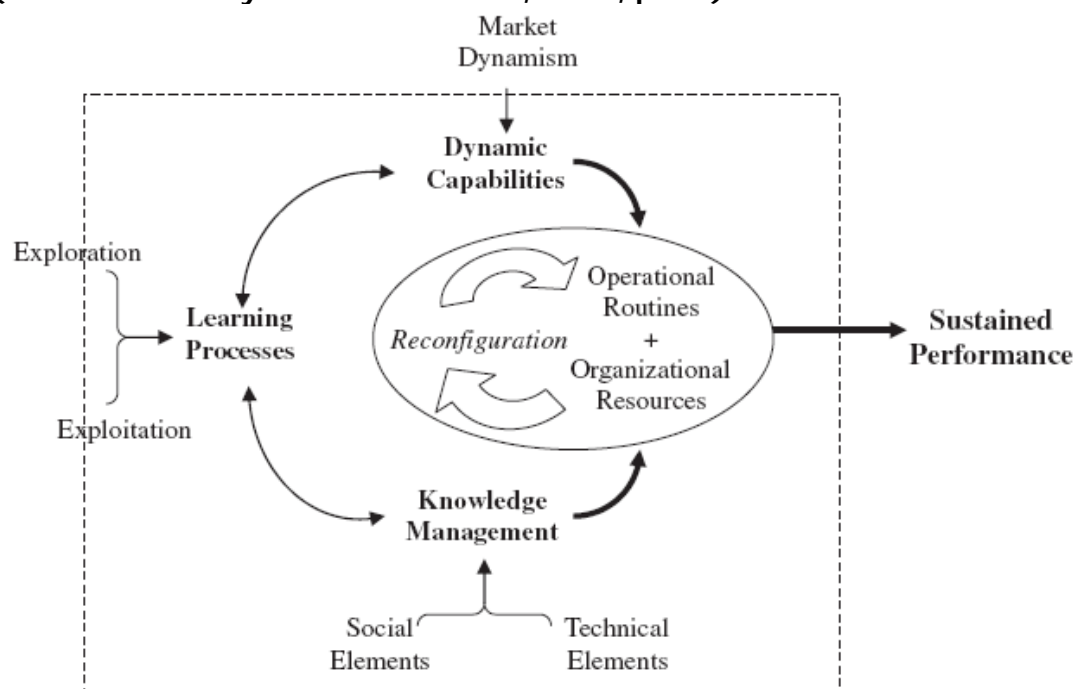 Market
Dynamism
Dynamic
Capabilities
Exploration
Operational
Routines
+
Organizational
Resources
Reconfiguration
Learning
Processes
Sustained
Performance
Exploitation
Knowledge
Management
Social
Elements
Technical
Elements